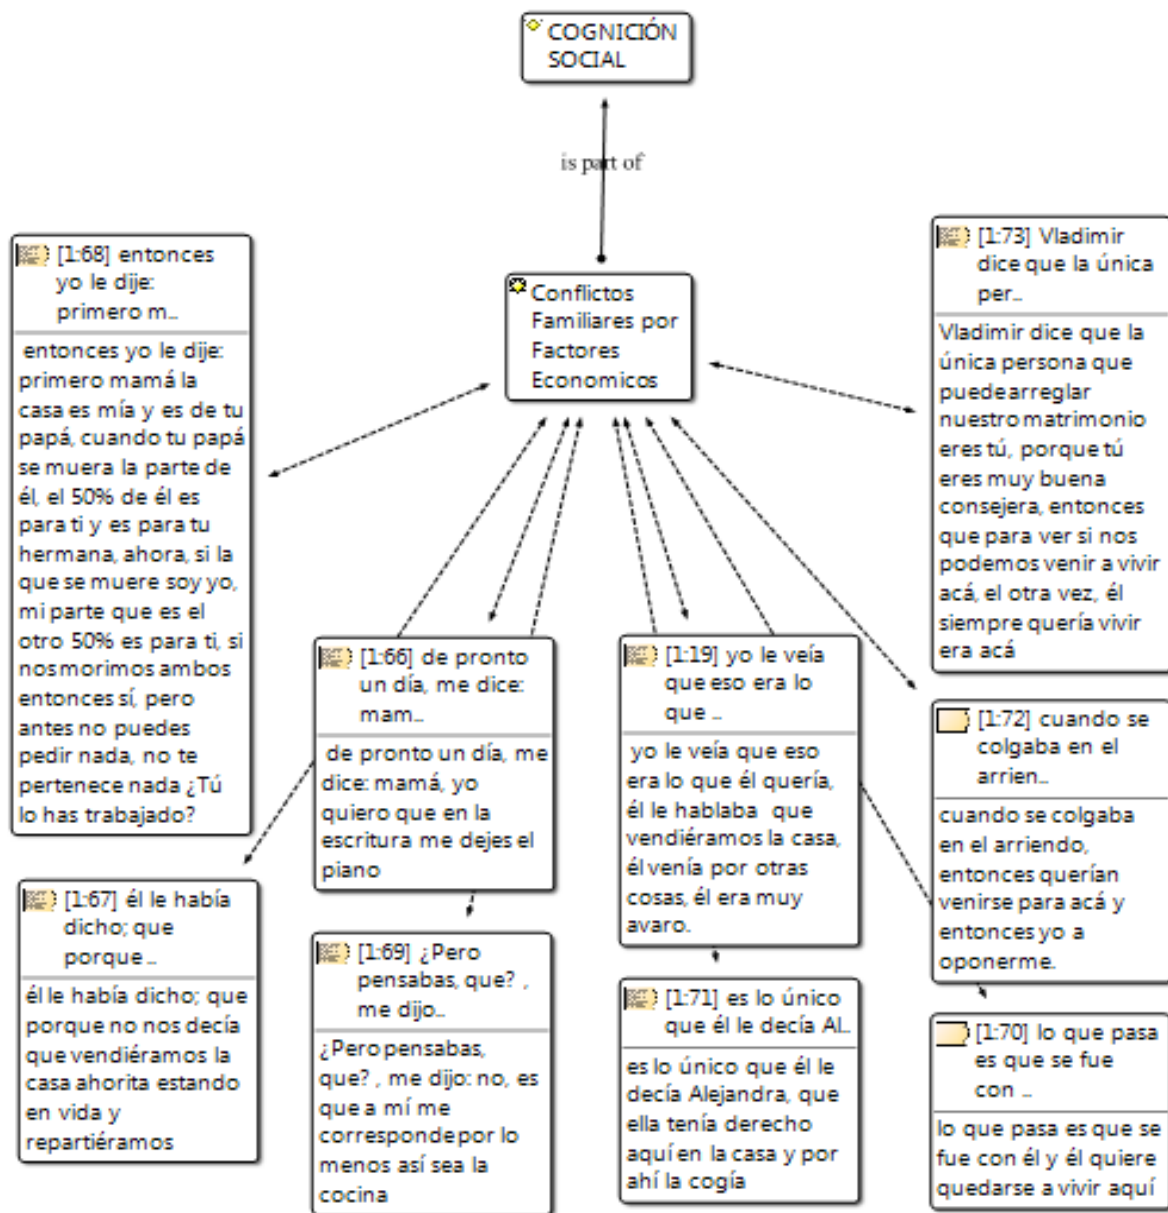 COGNICIÓN
SOCIAL
is part of
Conflictos
Familiares por
Factores
Economicos
[1:68] entonces
yo le dije:
primero m..
entonces yo le dije:
primero mamá la
casa es mía y es de tu
papá, cuando tu papá
se muera la parte de
él, el 50% de él es
para ti y es para tu
hermana, ahora, si la
que se muere soy yo,
mi parte que es el
otro 50% es para ti, si
nos morimos ambos
entonces sí, pero
antes no puedes
pedir nada, no te
pertenece nada ¿Tú
lo has trabajado?
[1:67] él le había
dicho; que
porque ..
él le había dicho; que
porque no nos decía
que vendiéramos la
casa ahorita estando
en vida y
repartiéramos
[1:66] de pronto
un día, me dice:
mam..
de pronto un día, me
dice: mamá, yo
quiero que en la
escritura me dejes el
piano
[1:69] ¿Pero
pensabas, que? ,
me dijo..
¿Pero pensabas,
que? , me dijo: no, es
que a mí me
corresponde por lo
menos así sea la
cocina
[1:19] yo le veía
que eso era lo
que ..
yo le veía que eso
era lo que él quería,
él le hablaba que
vendiéramos la casa,
él venía por otras
cosas, él era muy
avaro.
[1:71] es lo único
que él le decía Al..
es lo único que él le
decía Alejandra, que
ella tenía derecho
aquí en la casa y por
ahí la cogía
[1:73] Vladimir
dice que la única
per..
Vladimir dice que la
única persona que
puede arreglar
nuestro matrimonio
eres tú, porque tú
eres muy buena
consejera, entonces
que para ver si nos
podemos venir a vivir
acá, el otra vez, él
siempre quería vivir
era acá
[1:72] cuando se
colgaba en el
arrien..
cuando se colgaba
en el arriendo,
entonces querían
venirse para acá y
entonces yo a
oponerme.
[1:70] lo que pasa
es que se fue
con ..
lo que pasa es que se
fue con él y él quiere
quedarse a vivir aquí